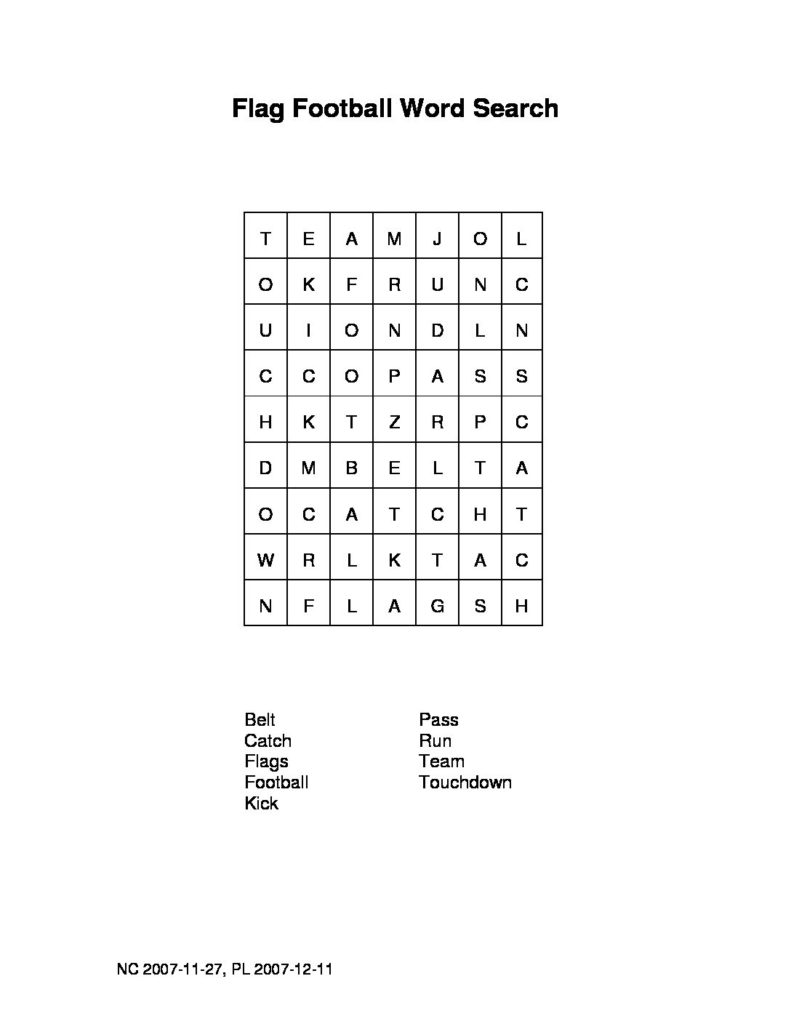 Flag Football Word Search
T E A M J O L
O K F R U N C
U I O N D L N
C C O P A S S
H K T Z R P C
D M B E L T A
O C A T C H T
W R L K T A C
N F L A G S H
Belt Pass
Catch Run
Flags Team
Football Touchdown
Kick
NC 2007-11-27, PL 2007-12-11